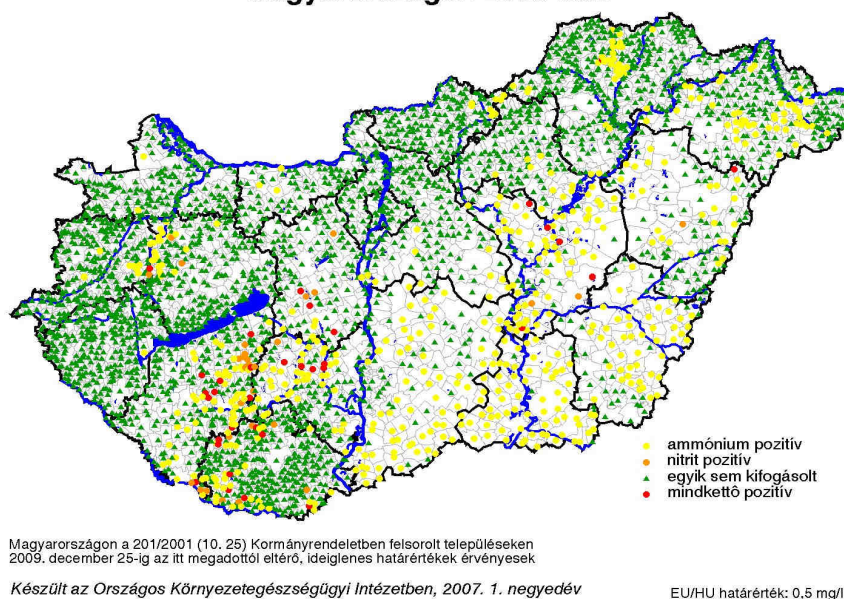 ammónium pozitív
nitrit pozitív
egyik sem kifogásolt
mindkettô pozitív
Magyarországon a 201/2001 (10. 25) Kormányrendeletben felsorolt településeken
2009. december 25-ig az itt megadottól eltérő, ideiglenes határértékek érvényesek
Készült az Országos Környezetegészségügyi Intézetben, 2007. 1. negyedév
EU/HU határérték: 0.5 mg/l